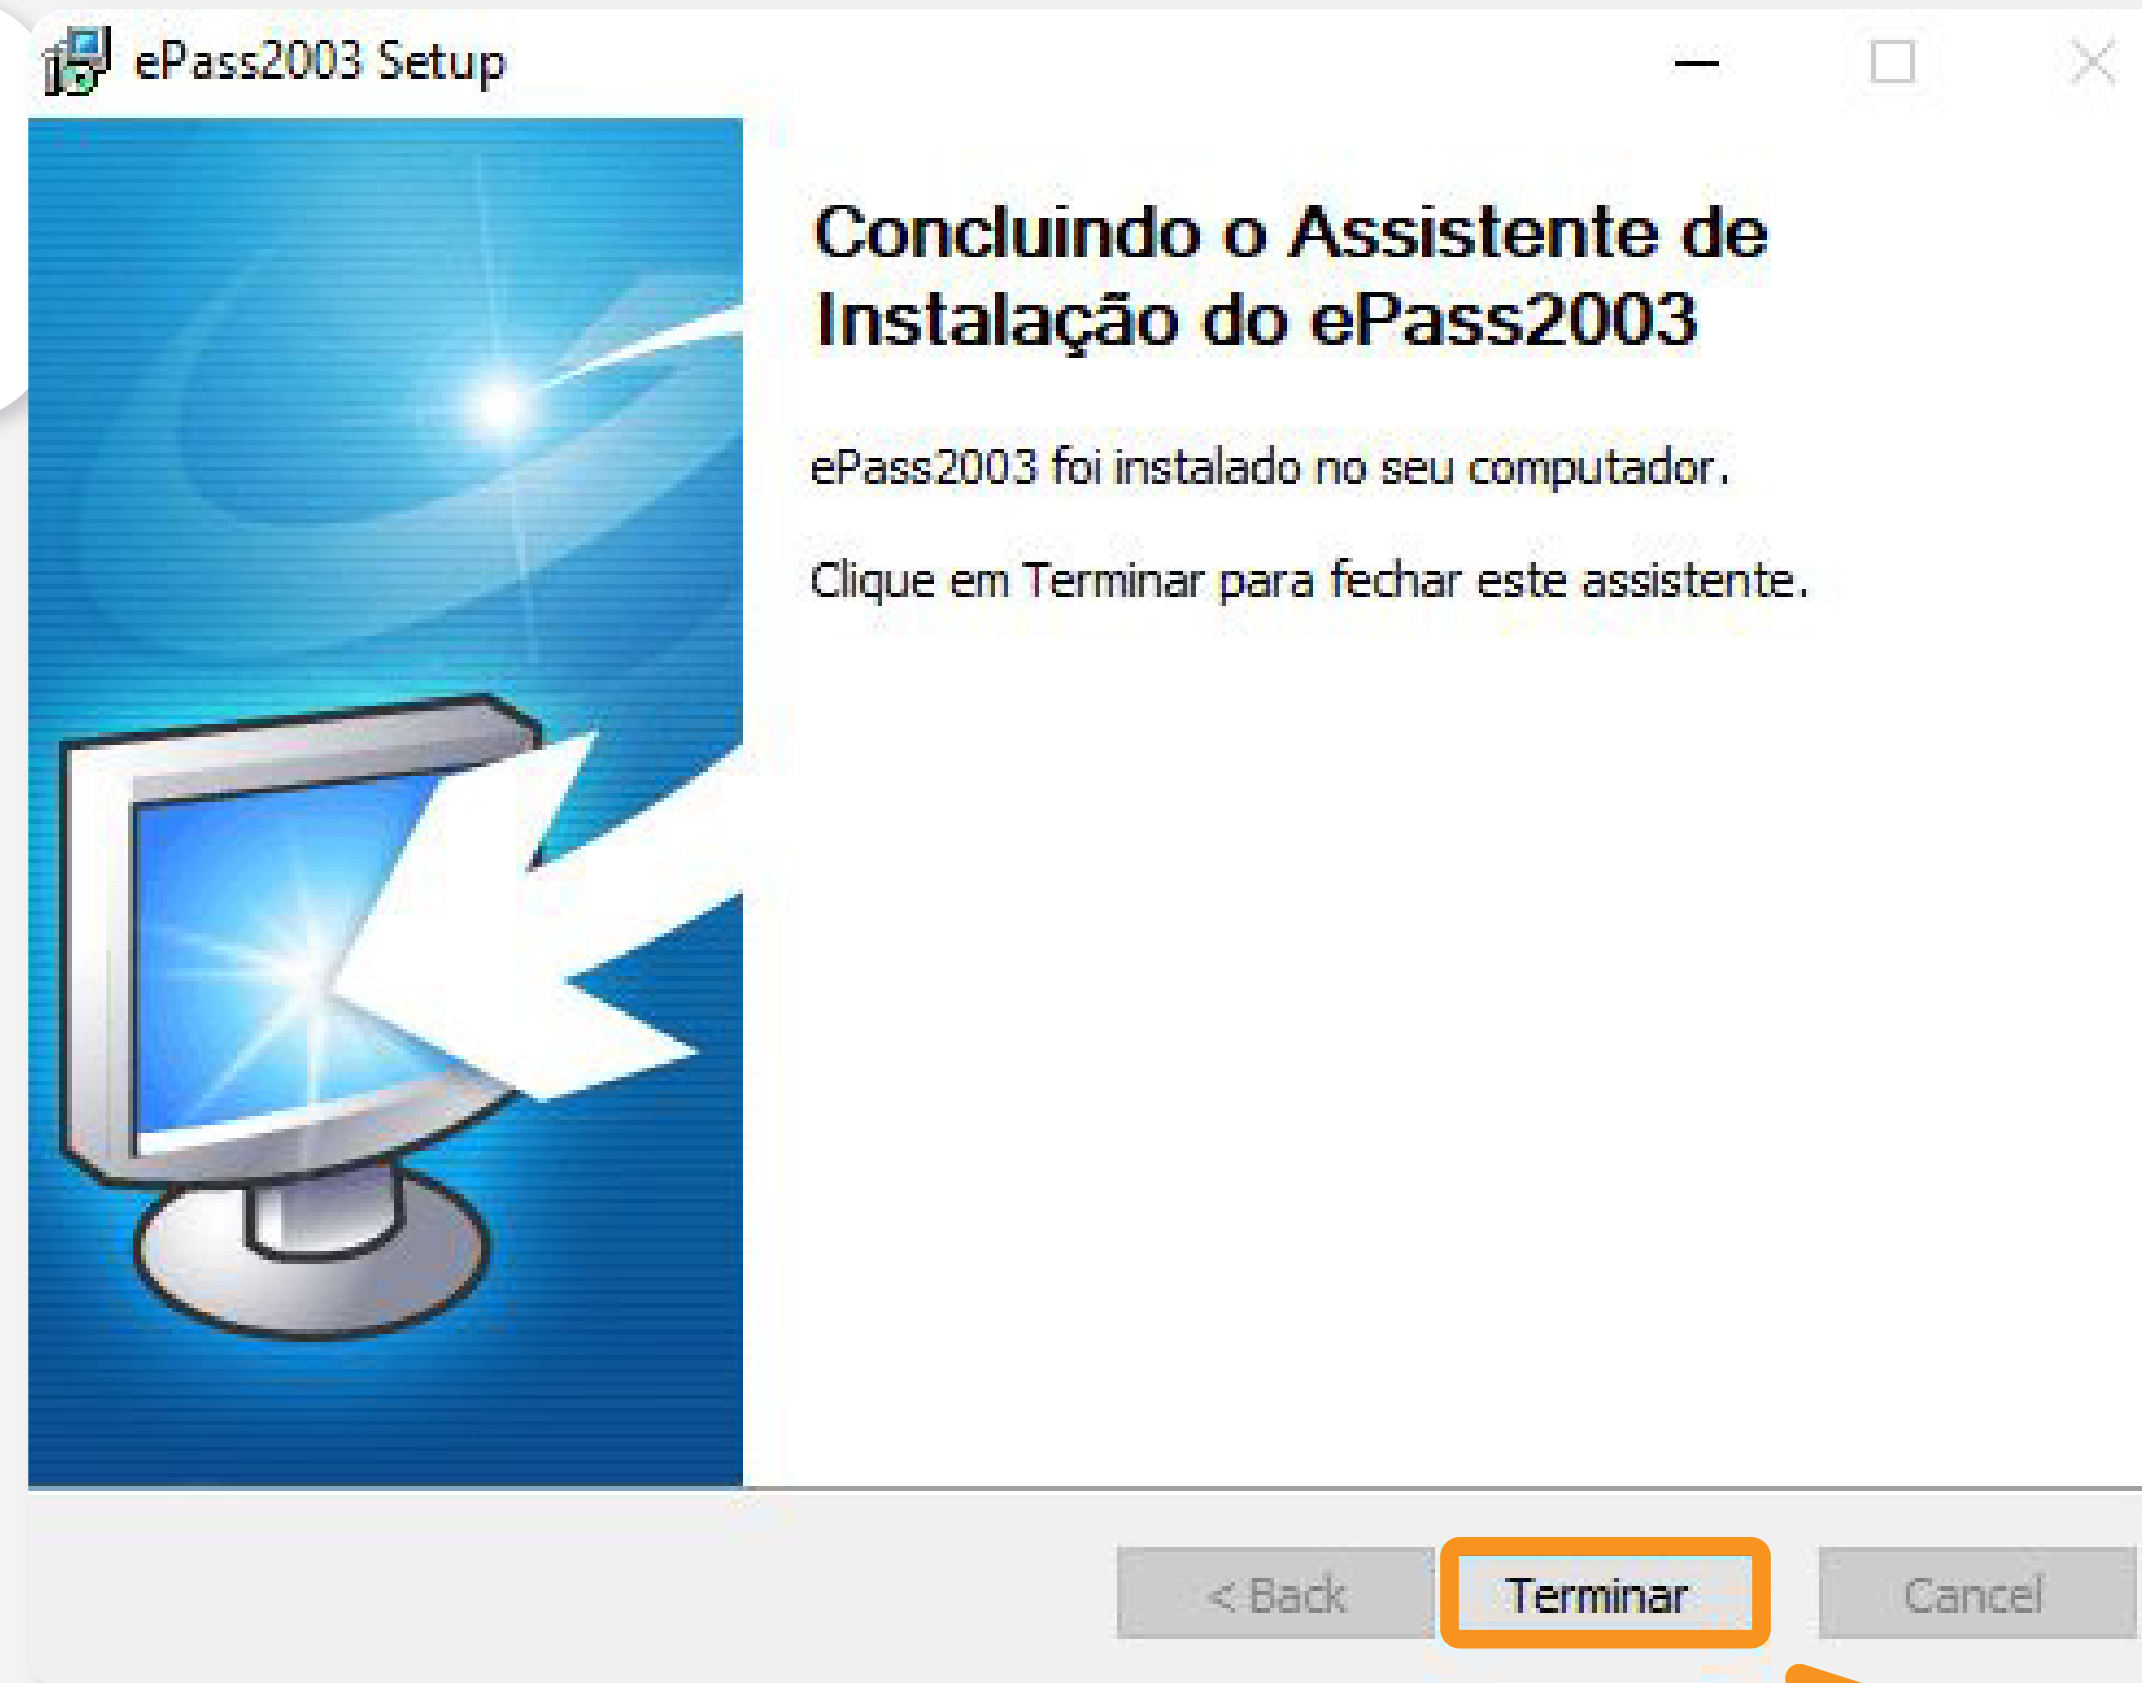 ePass2003 Setup
Concluindo o Assistente de
Instalação do ePass2003
ePass2003 foi instalado no seu computador.
Clique em Terminar para fechar este assistente.
< Back
Terminar
Cancel